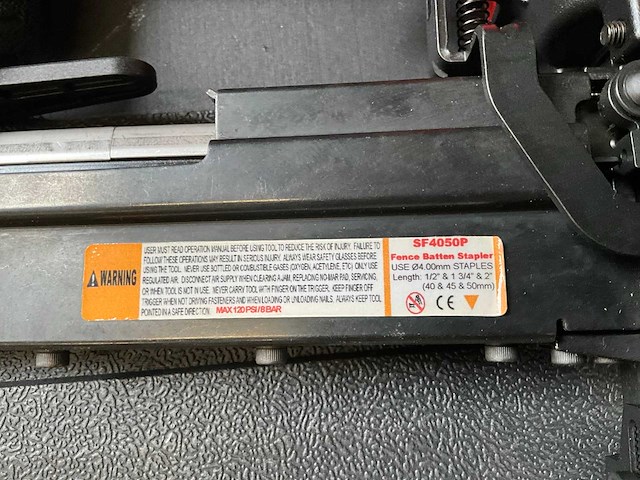 WARNING
USER MUST READ OPERATION MANUAL BEFORE USING TOOL TO REDUCE THE RISK OF INJURY. FAILURE TO
FOLLOW THESE OPERATIONS MAY RESULT IN SERIOUS INJURY. ALWAYS WEAR SAFETY GLASSES BEFORE
USING THE TOOL. NEVER USE BOTTLED OR COMBUSTIBLE GASES (OXYGEN, ACETYLENE, ETC) ONLY USE
REGULATED AIR. DISCONNECT AIR SUPPLY WHEN CLEARING A JAM, REPLACING NO-MAR PAD, SERVICING,
OR WHEN TOOL IS NOT IN USE. NEVER CARRY TOOL WITH FINGER ON THE TRIGGER, KEEP FINGER OFF
TRIGGER WHEN NOT DRIVING FASTENERS AND WHEN LOADING OR UNLOADING NAILS. ALWAYS KEEP TOOL
POINTED IN A SAFE DIRECTION. MAX 120 PSI/8 BAR
SF4050P
Fence Batten Stapler
USE Ø4.00mm STAPLES
Length: 1/2" & 1 3/4" & 2"
(40 & 45 & 50mm)
CE